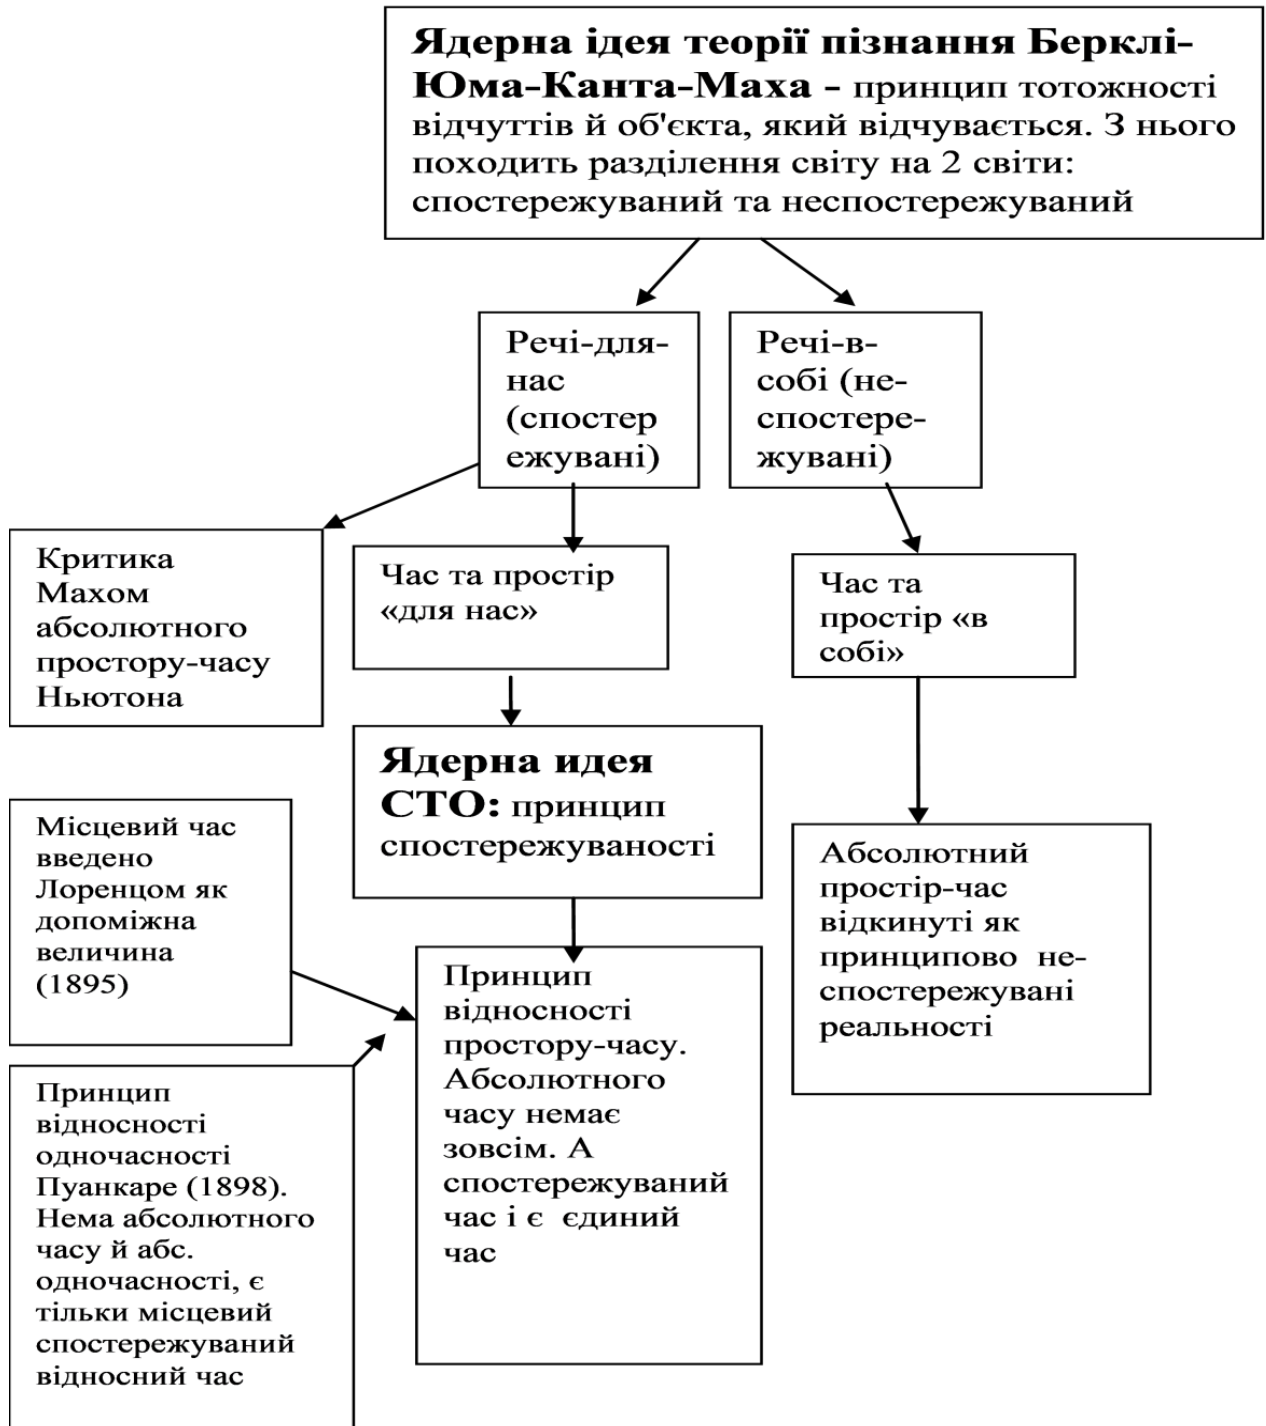 Ядерна ідея теорії пізнання Берклі-
Юма-Канта-Маха - принцип тотожності
відчуттів й об'єкта, який відчувається. З нього
походить разділення світу на 2 світи:
спостережуваний та неспостережуваний
Речі-для-
нас
(спостер
ежувані)
Речі-в-
собі (не-
спостере-
жувані)
Критика
Махом
абсолютного
простору-часу
Ньютона
Час та простір
«для нас»
Час та
простір «в
собі»
Ядерна идея
СТО: принцип
спостережуваності
Місцевий час
введено
Лоренцом як
допоміжна
величина
(1895)
Абсолютний
простір-час
відкинуті як
принципово не-
спостережувані
реальності
Принцип
відносності
простору-часу.
Абсолютного
часу немає
зовсім. А
спостережуваний
час і є єдиний
час
Принцип
відносності
одночасності
Пуанкаре (1898).
Нема абсолютного
часу й абс.
одночасності, є
тільки місцевий
спостережуваний
відносний час